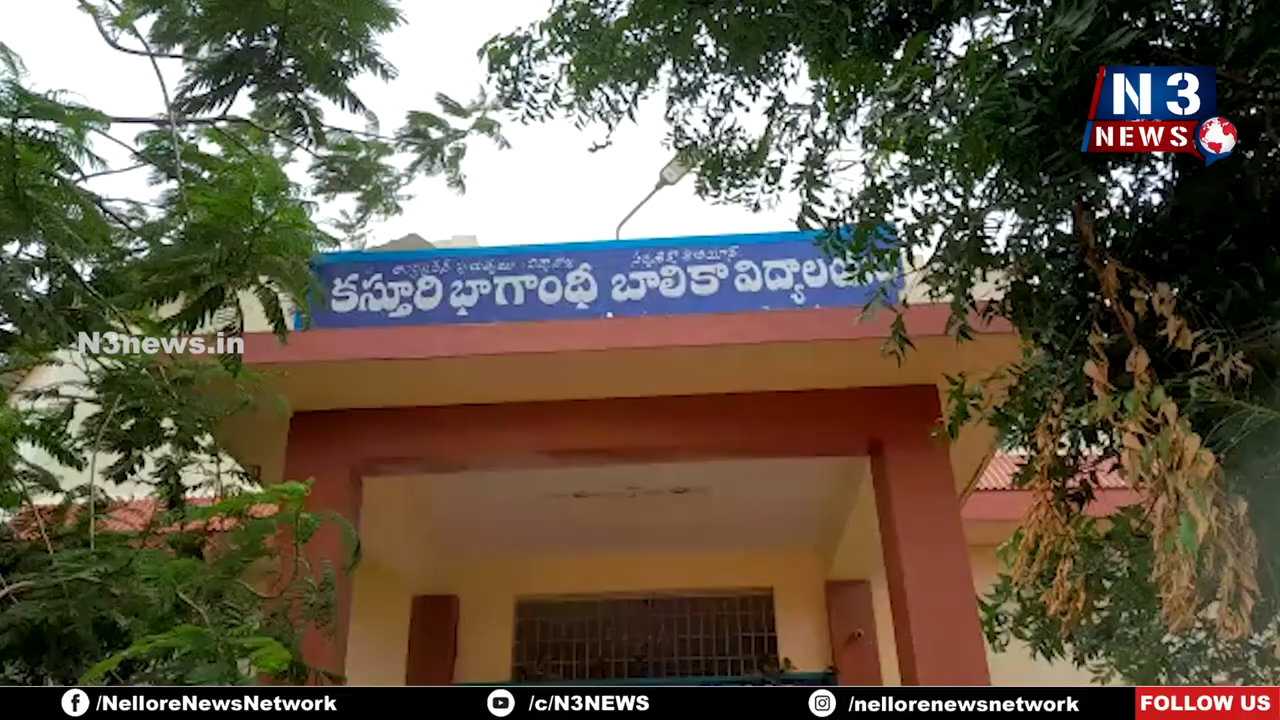 N3
NEWS
కస్తూరి భాగాంధీ బాలికా విద్యాలయం
N3news.in
/NelloreNewsNetwork
/c/N3NEWS
/nellorenewsnetwork
FOLLOW US